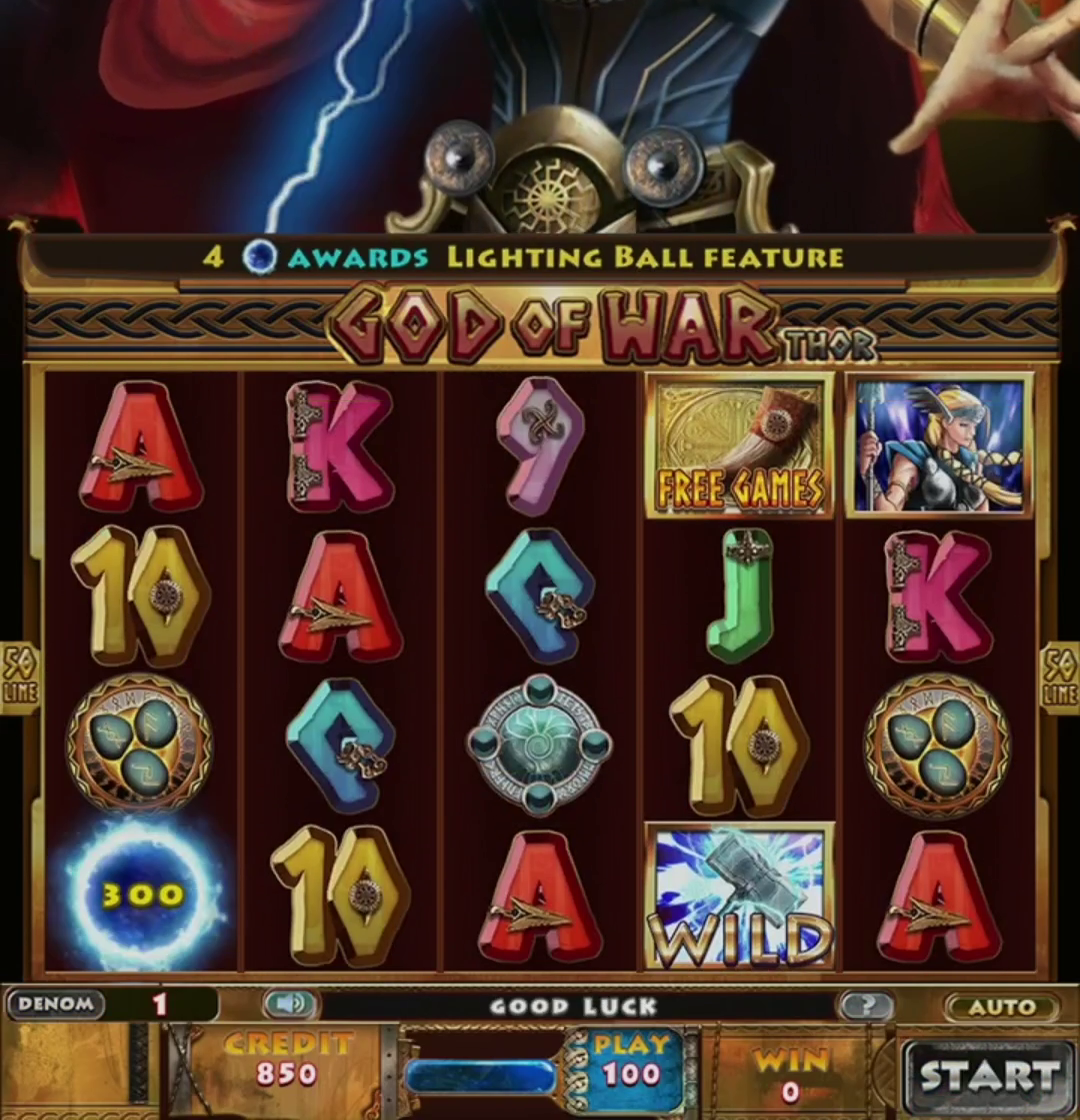 4 AWARDS LIGHTING BALL FEATURE
GOD OF WAR THOR
A K 9 FREE GAMES
10 A Q J K
50 LINE
50 LINE
Q 10
300 10 A WILD A
DENOM 1 GOOD LUCK ? AUTO
CREDIT 850
PLAY 100
WIN 0
START